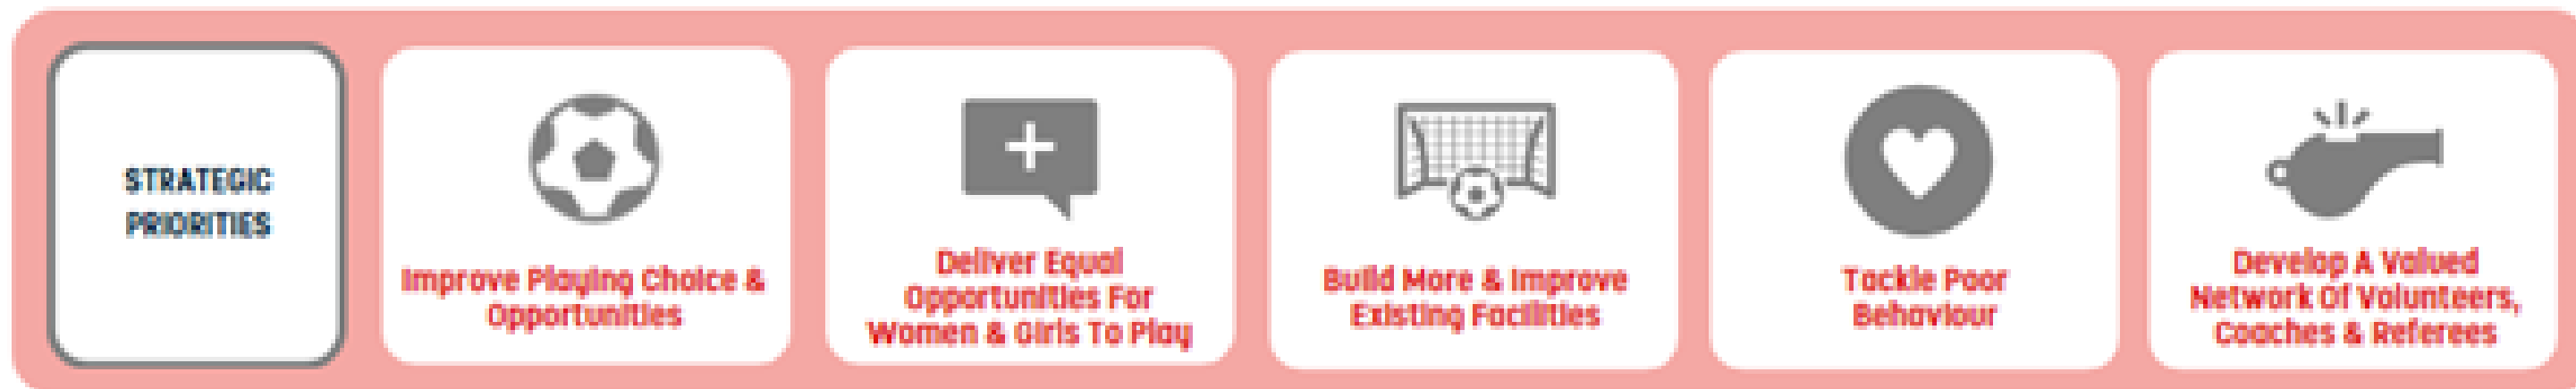 STRATEGIC
PRIORITIES
Improve Playing Choice &
Opportunities
Deliver Equal
Opportunities For
Women & Girls To Play
Build More & Improve
Existing Facilities
Tackle Poor
Behaviour
Develop A Valued
Network Of Volunteers,
Coaches & Referees